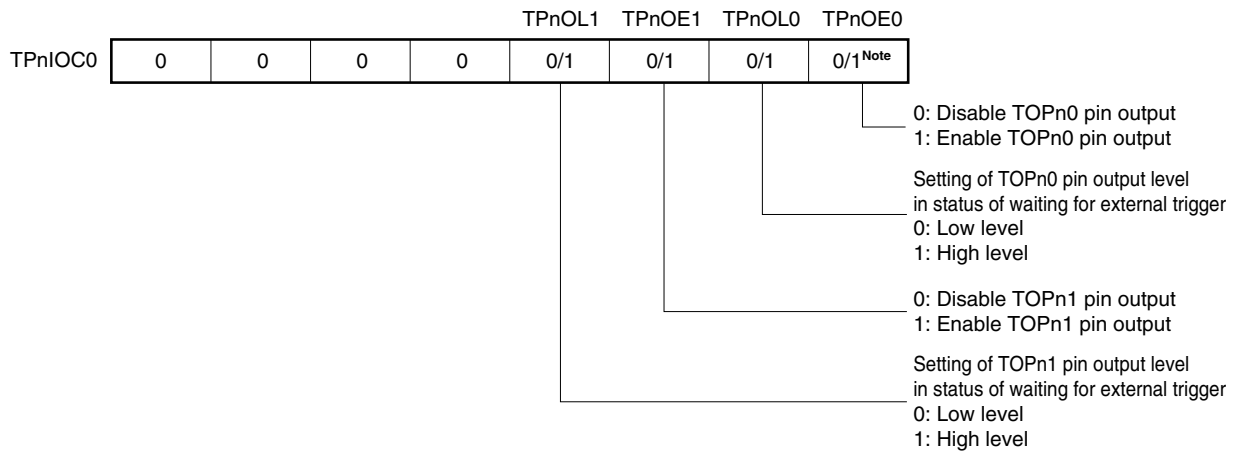 TPnOL1 TPnOE1 TPnOL0 TPnOE0
TPnIOC0 0 0 0 0 0/1 0/1 0/1 0/1Note
0: Disable TOPn0 pin output
1: Enable TOPn0 pin output
Setting of TOPn0 pin output level
in status of waiting for external trigger
0: Low level
1: High level
0: Disable TOPn1 pin output
1: Enable TOPn1 pin output
Setting of TOPn1 pin output level
in status of waiting for external trigger
0: Low level
1: High level